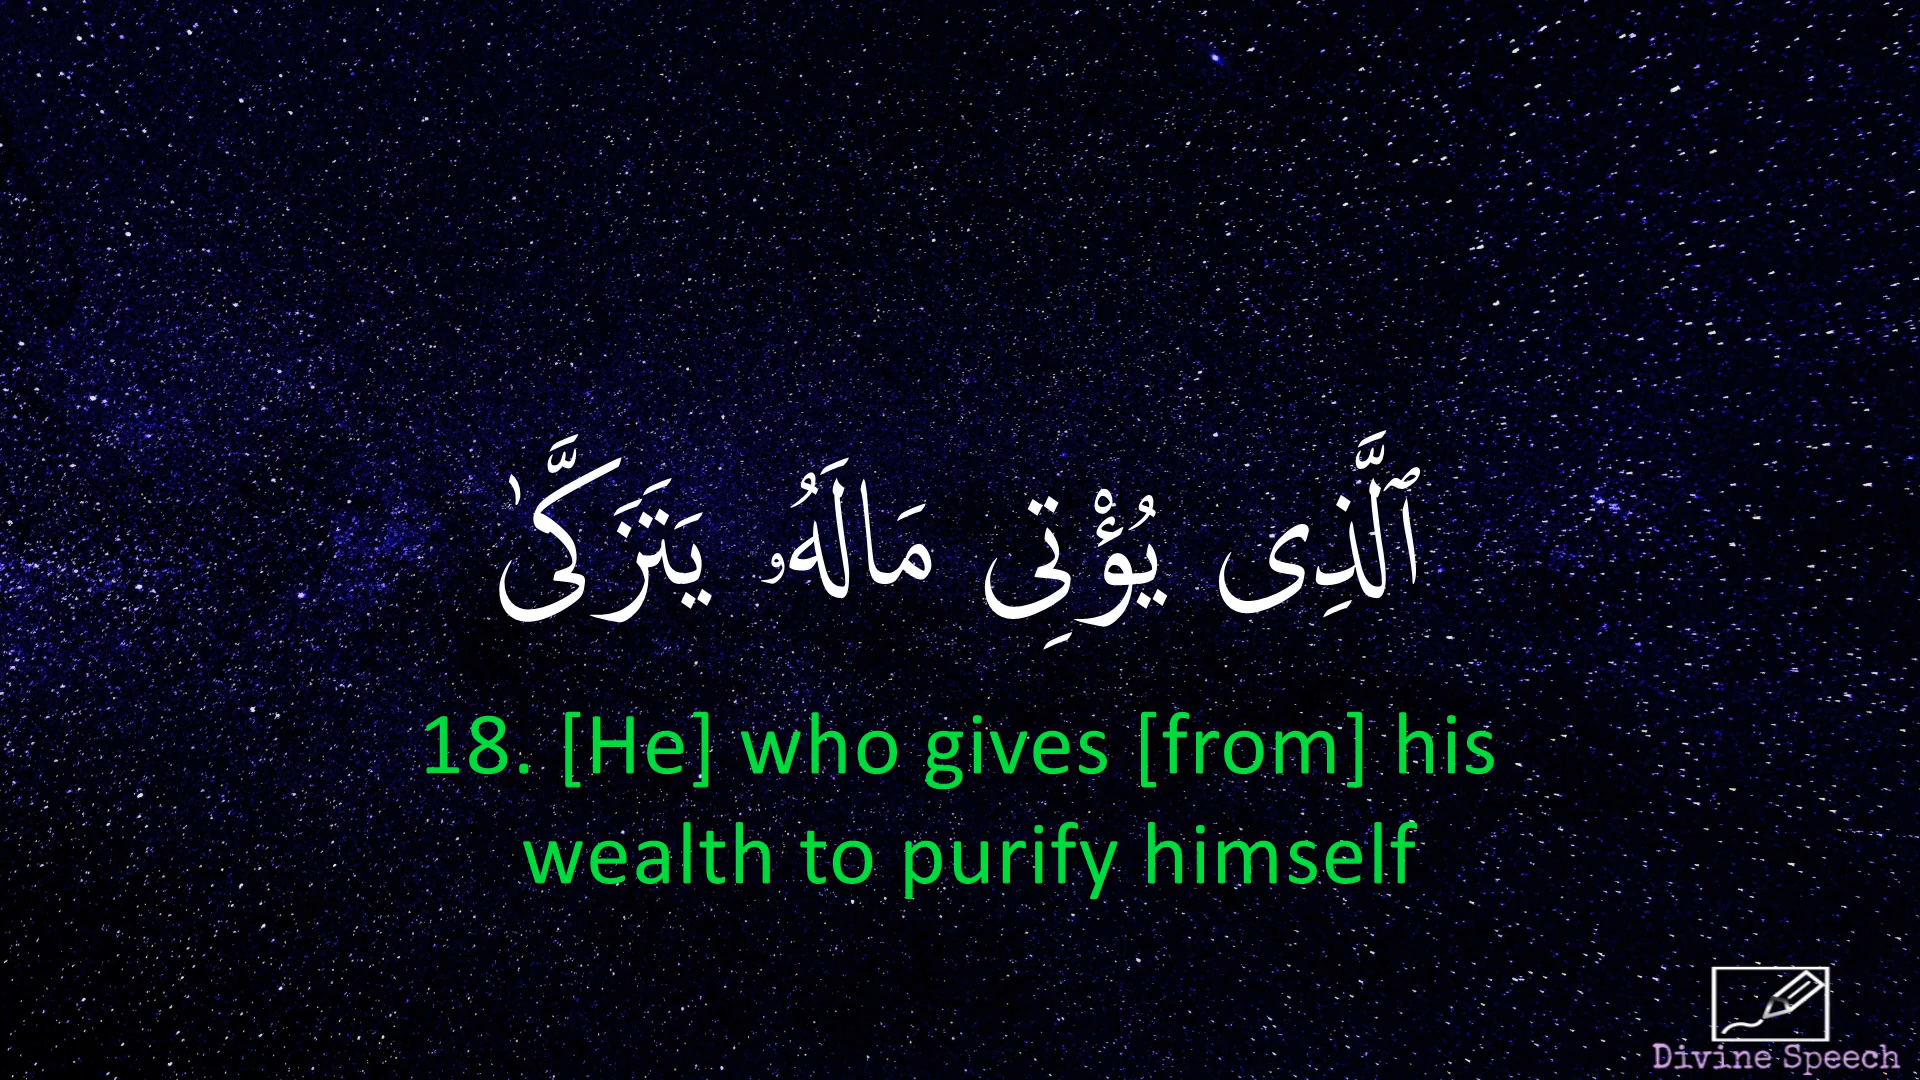 ٱلَّذِى يُؤْتِى مَالَهُۥ يَتَزَكَّىٰ
18. [He] who gives [from] his
wealth to purify himself
Divine Speech